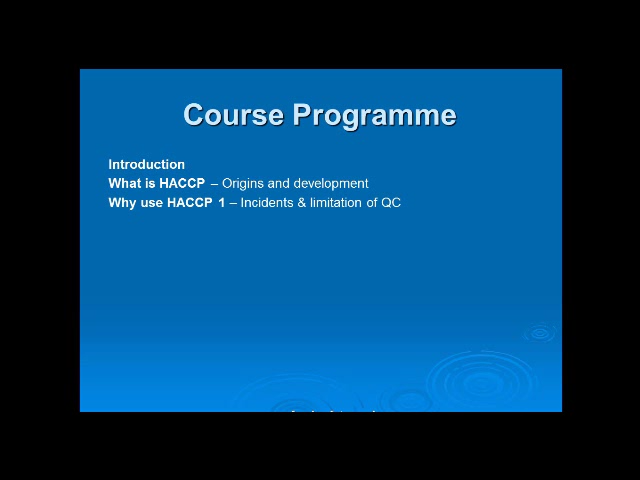 Course Programme
Introduction
What is HACCP – Origins and development
Why use HACCP 1 – Incidents & limitation of QC